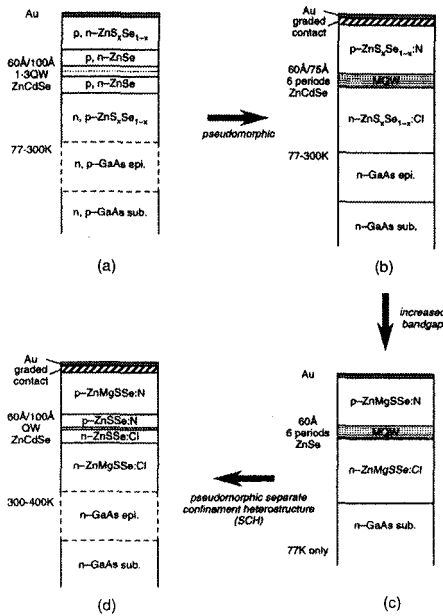 Au
p, n–ZnSxSe1–x
p, n–ZnSe
60Å/100Å
1-3QW
ZnCdSe
p, n–ZnSe
n, p–ZnSxSe1–x
77-300K
n, p–GaAs epi.
n, p–GaAs sub.
(a)
pseudomorphic
Au
graded
contact
p–ZnSxSe1–x:N
60Å/75Å
6 periods
ZnCdSe
MQW
n–ZnSxSe1–x:Cl
77-300K
n–GaAs epi.
n–GaAs sub.
(b)
increased
bandgap
Au
p–ZnMgSSe:N
60Å
6 periods
ZnSe
MQW
n–ZnMgSSe:Cl
n–GaAs sub.
77K only
(c)
pseudomorphic separate
confinement heterostructure
(SCH)
Au
graded
contact
p–ZnMgSSe:N
p–ZnSSe:N
60Å/100Å
QW
ZnCdSe
n–ZnSSe:Cl
n–ZnMgSSe:Cl
300-400K
n–GaAs epi.
n–GaAs sub.
(d)